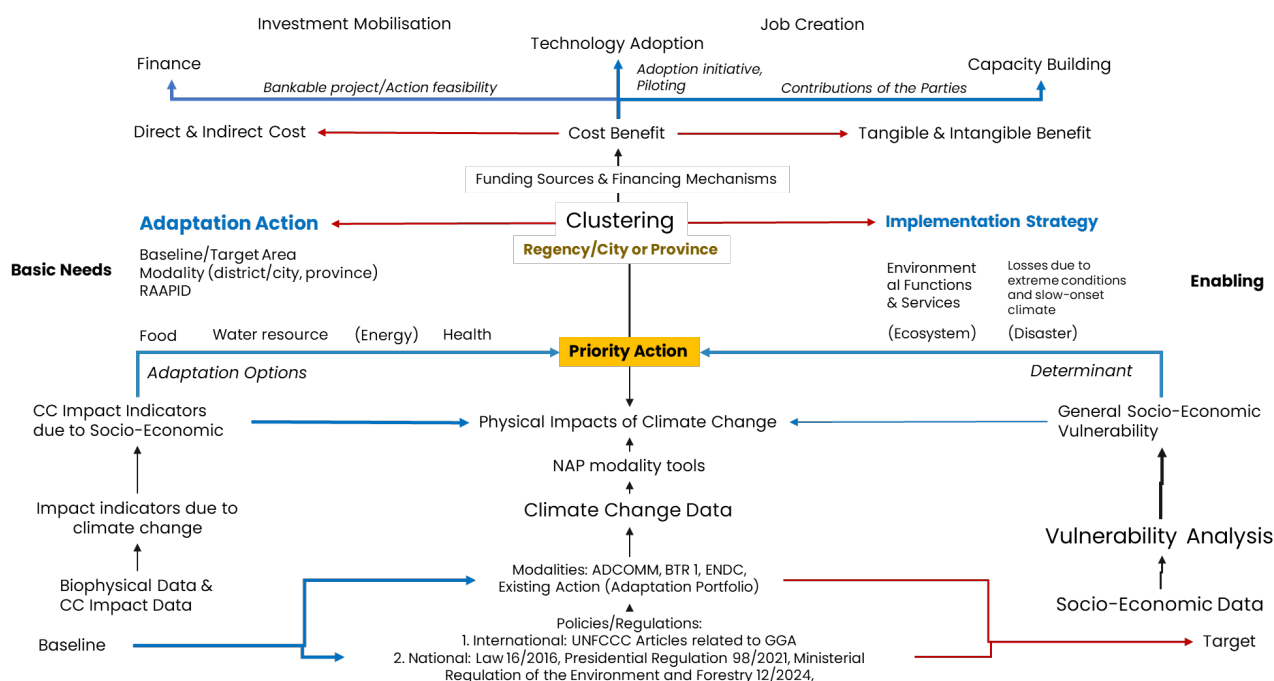 Investment Mobilisation
Job Creation
Technology Adoption
Finance
Adoption initiative,
Piloting
Capacity Building
Bankable project/Action feasibility
Contributions of the Parties
Direct & Indirect Cost
Cost Benefit
Tangible & Intangible Benefit
Funding Sources & Financing Mechanisms
Adaptation Action
Clustering
Implementation Strategy
Regency/City or Province
Basic Needs
Baseline/Target Area
Modality (district/city, province)
RAAPID
Environment
al Functions
& Services
Losses due to
extreme conditions
and slow-onset
climate
Enabling
Food
Water resource
(Energy)
Health
(Ecosystem)
(Disaster)
Priority Action
Adaptation Options
Determinant
CC Impact Indicators
due to Socio-Economic
Physical Impacts of Climate Change
General Socio-Economic
Vulnerability
NAP modality tools
Impact indicators due to
climate change
Climate Change Data
Vulnerability Analysis
Biophysical Data &
CC Impact Data
Modalities: ADCOMM, BTR 1, ENDC,
Existing Action (Adaptation Portfolio)
Socio-Economic Data
Baseline
Policies/Regulations:
1. International: UNFCCC Articles related to GGA
2. National: Law 16/2016, Presidential Regulation 98/2021, Ministerial
Regulation of the Environment and Forestry 12/2024,
Target